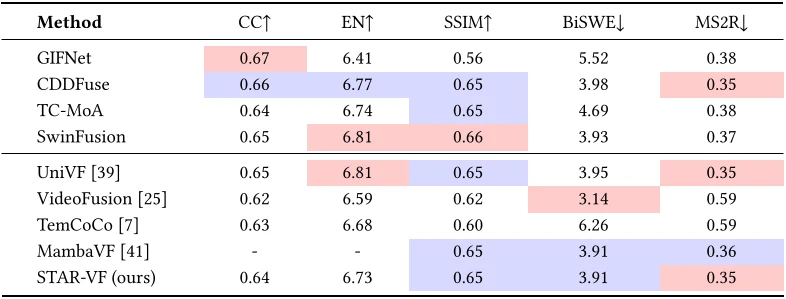 Method CC↑ EN↑ SSIM↑ BiSWE↓ MS2R↓
GIFNet 0.67 6.41 0.56 5.52 0.38
CDDFuse 0.66 6.77 0.65 3.98 0.35
TC-MoA 0.64 6.74 0.65 4.69 0.38
SwinFusion 0.65 6.81 0.66 3.93 0.37
UniVF [39] 0.65 6.81 0.65 3.95 0.35
VideoFusion [25] 0.62 6.59 0.62 3.14 0.59
TemCoCo [7] 0.63 6.68 0.60 6.26 0.59
MambaVF [41] - - 0.65 3.91 0.36
STAR-VF (ours) 0.64 6.73 0.65 3.91 0.35